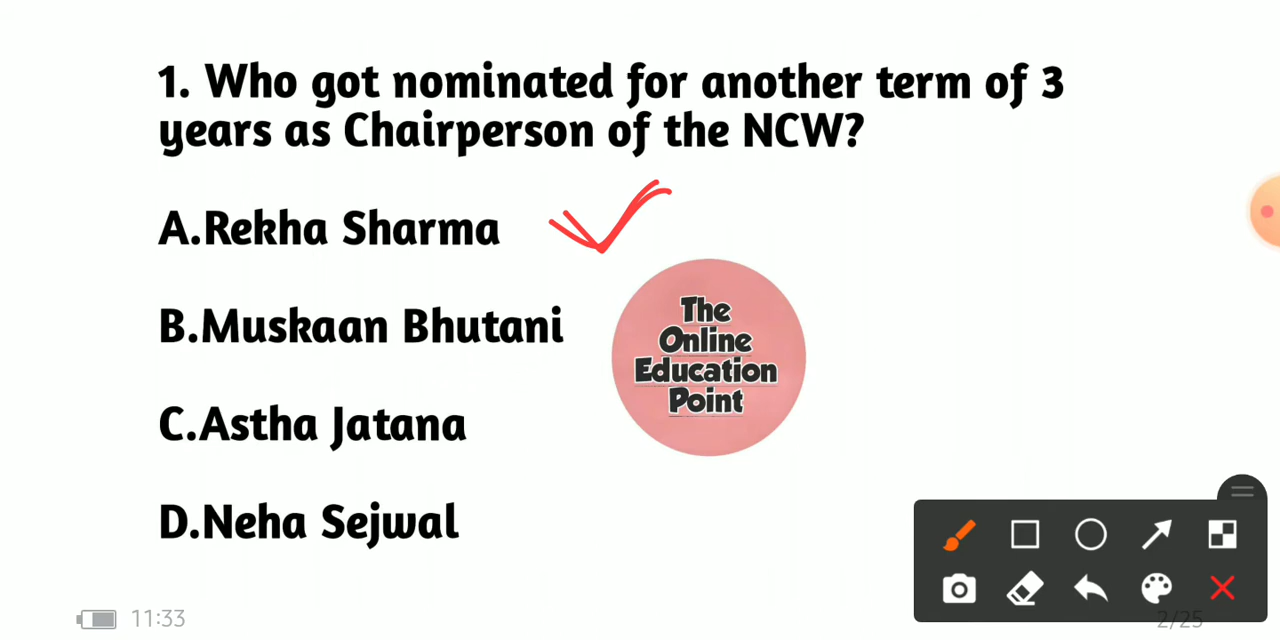 1. Who got nominated for another term of 3
years as Chairperson of the NCW?
A.Rekha Sharma
B.Muskaan Bhutani
C.Astha Jatana
D.Neha Sejwal
The
Online
Education
Point
11:33
2/25